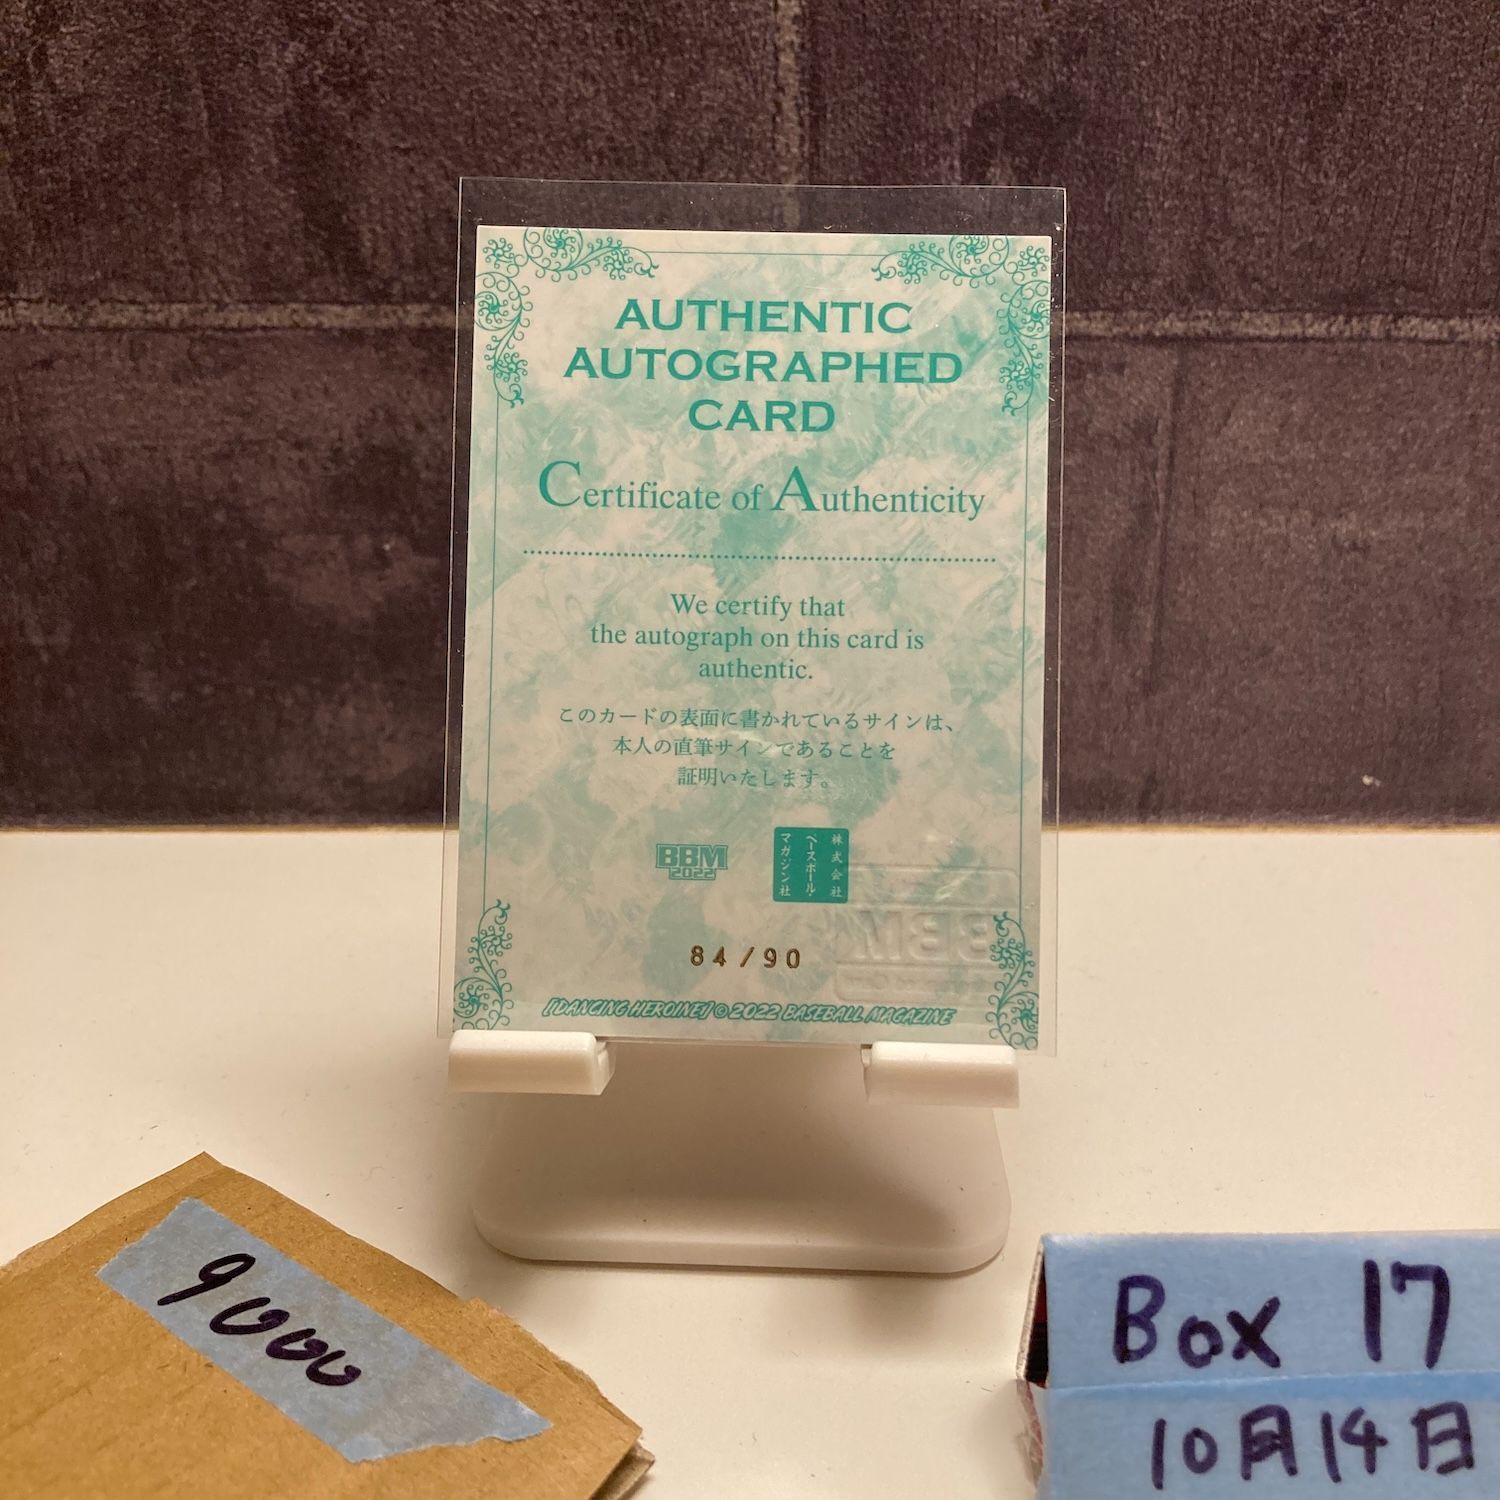 AUTHENTIC
AUTOGRAPHED
CARD
Certificate of Authenticity
We certify that
the autograph on this card is
authentic.
このカードの表面に書かれているサインは、
本人の直筆サインであることを
証明いたします。
BBM
2022
株式会社
ベースボール・
マガジン社
BBM
84/90
[DANCING HEROINE] © 2022 BASEBALL MAGAZINE
9000
Box 17
10月14日